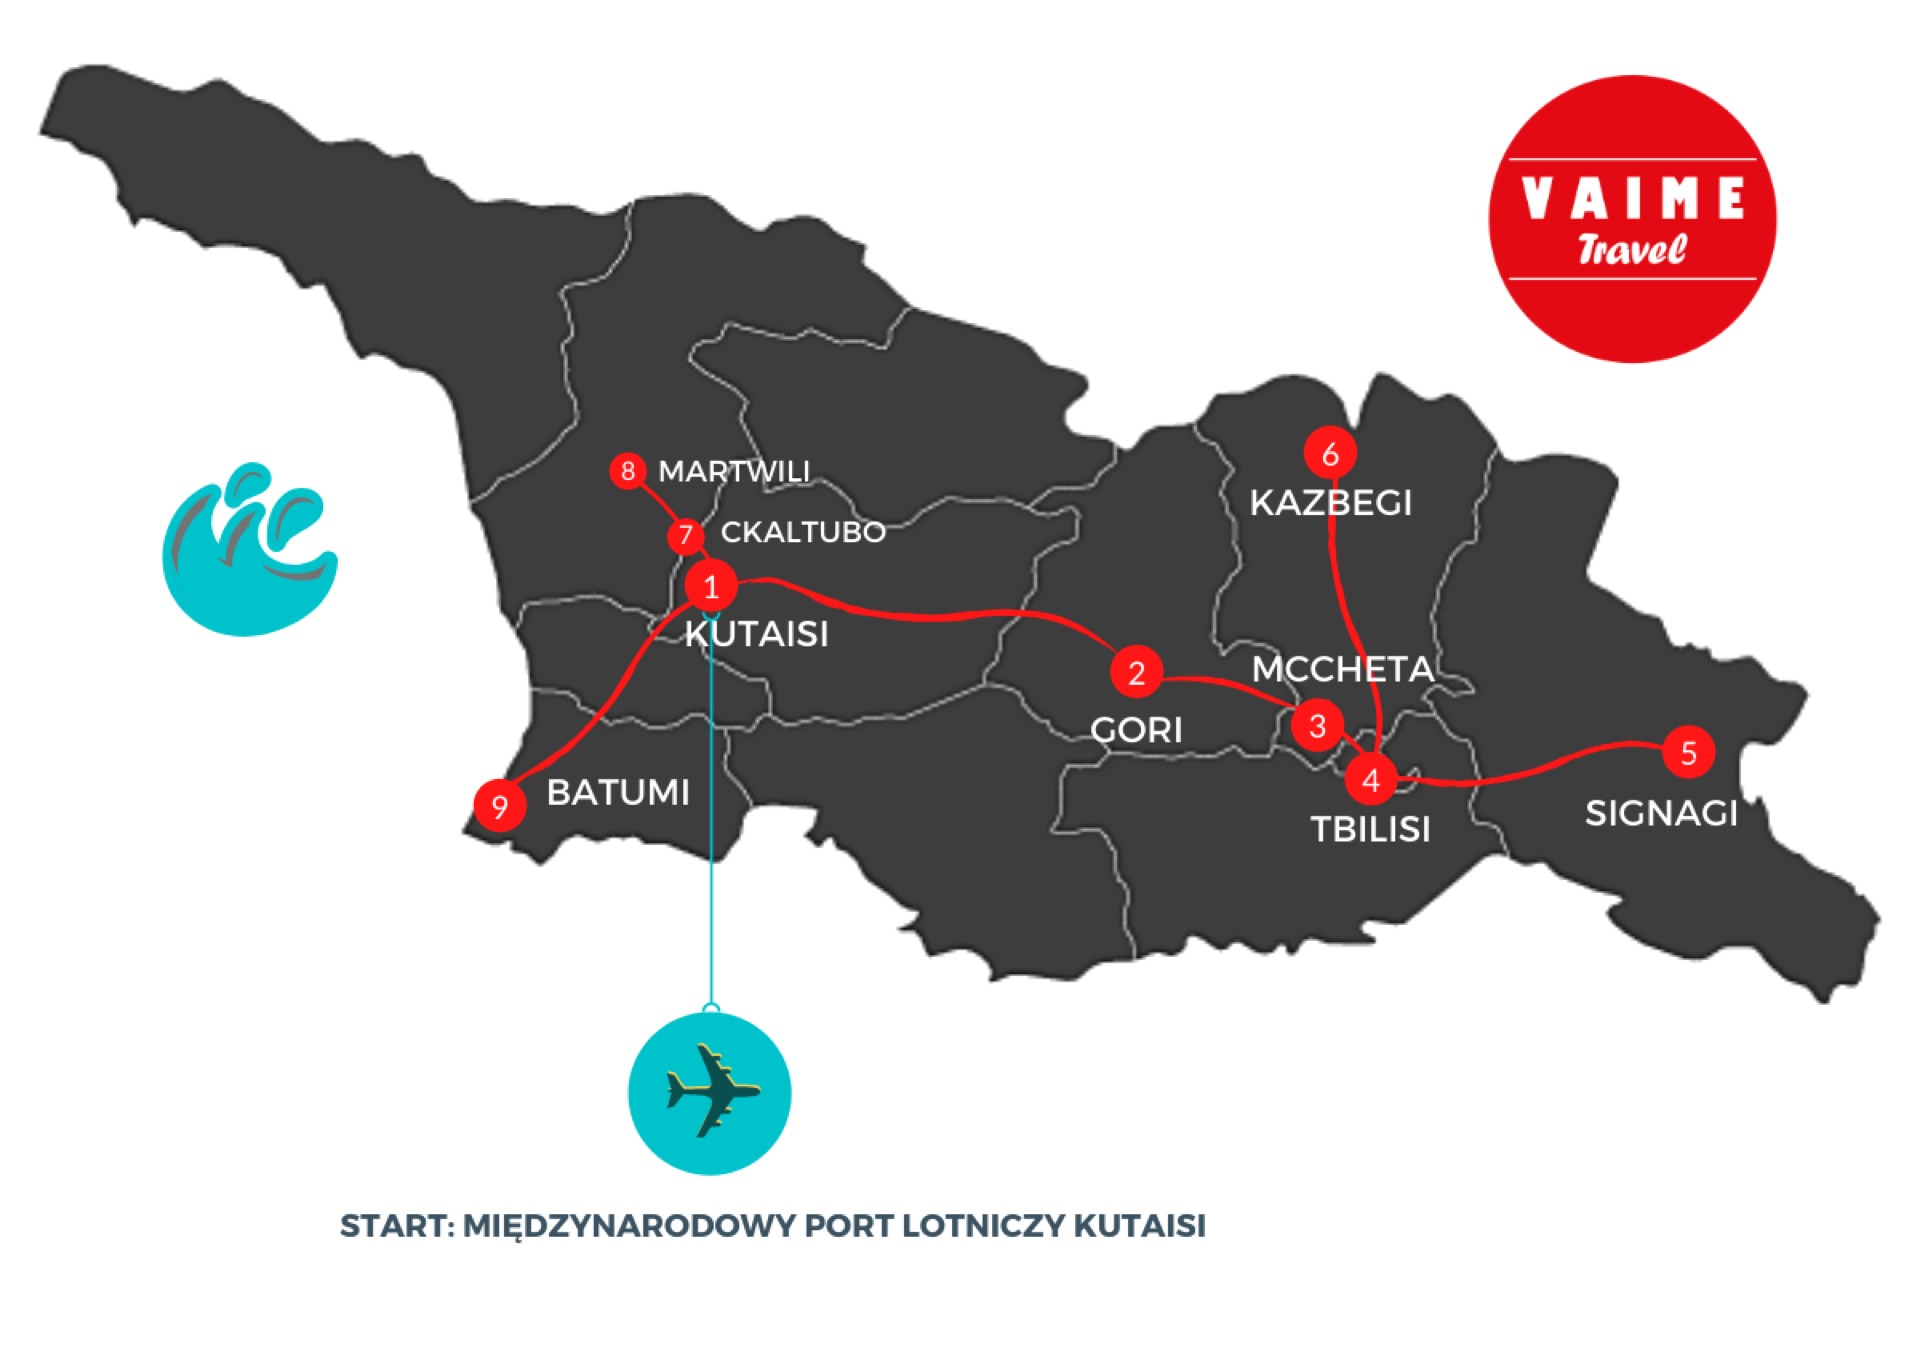 VAIME
Travel
6
KAZBEGI
8 MARTWILI
7 CKALTUBO
1
KUTAISI
2
GORI
MCCHETA
3
4
TBILISI
5
SIGNAGI
9 BATUMI
START: MIĘDZYNARODOWY PORT LOTNICZY KUTAISI